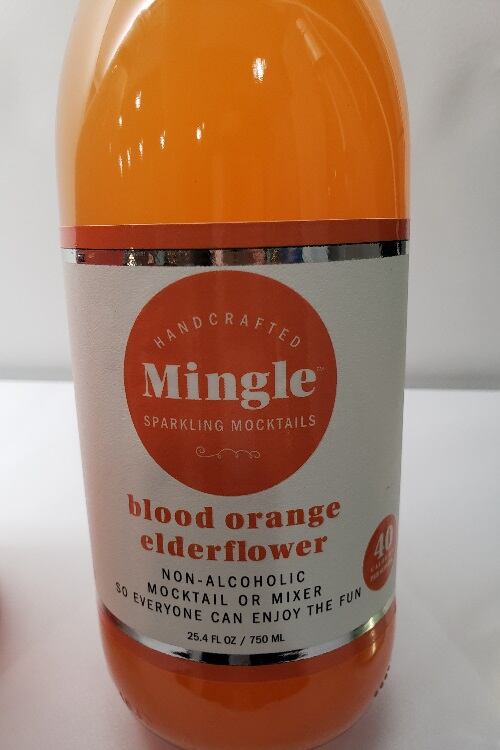 HANDCRAFTED
Mingle™
SPARKLING MOCKTAILS
blood orange
elderflower
NON-ALCOHOLIC
MOCKTAIL OR MIXER
SO EVERYONE CAN ENJOY THE FUN
25.4 FL OZ / 750 ML
40